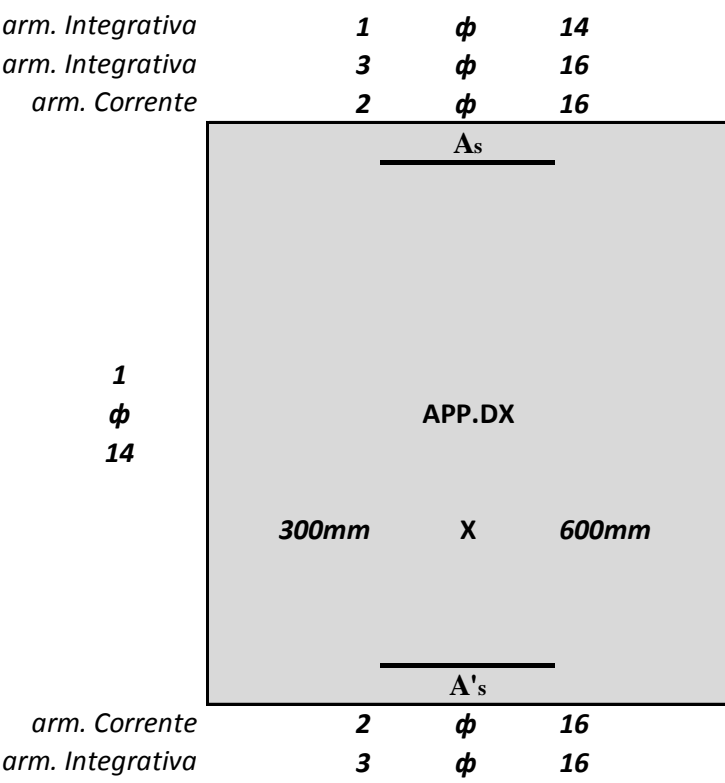 arm. Integrativa 1 ф 14
arm. Integrativa 3 ф 16
arm. Corrente 2 ф 16
As
1
ф APP.DX
14
300mm X 600mm
A's
arm. Corrente 2 ф 16
arm. Integrativa 3 ф 16